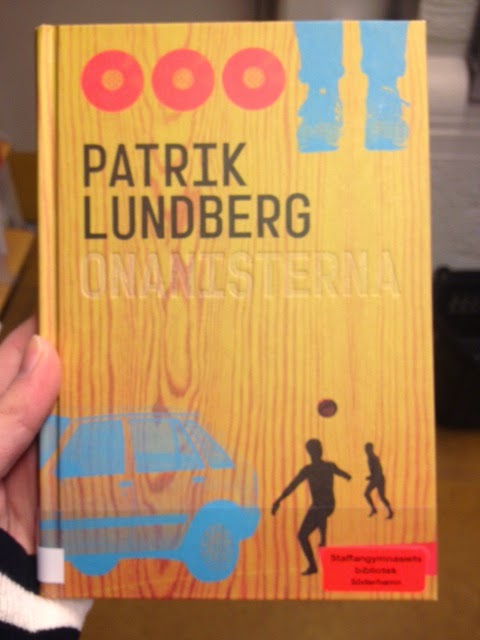 PATRIK
LUNDBERG
ONANISTERNA
Staffangymnasiets
bibliotek
Söderhamn